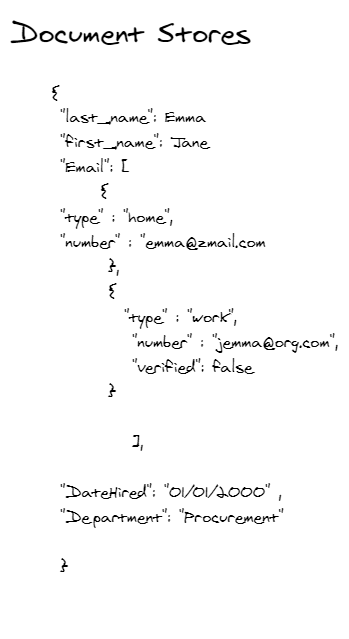 Document Stores
{
"last_name": Emma
"first_name": Jane
"Email": [
{
"type" : "home",
"number" : "emma@zmail.com
},
{
"type" : "work",
"number" : "jemma@org.com",
"verified": false
}
],
"DateHired": "01/01/2000" ,
"Department": "Procurement"
}